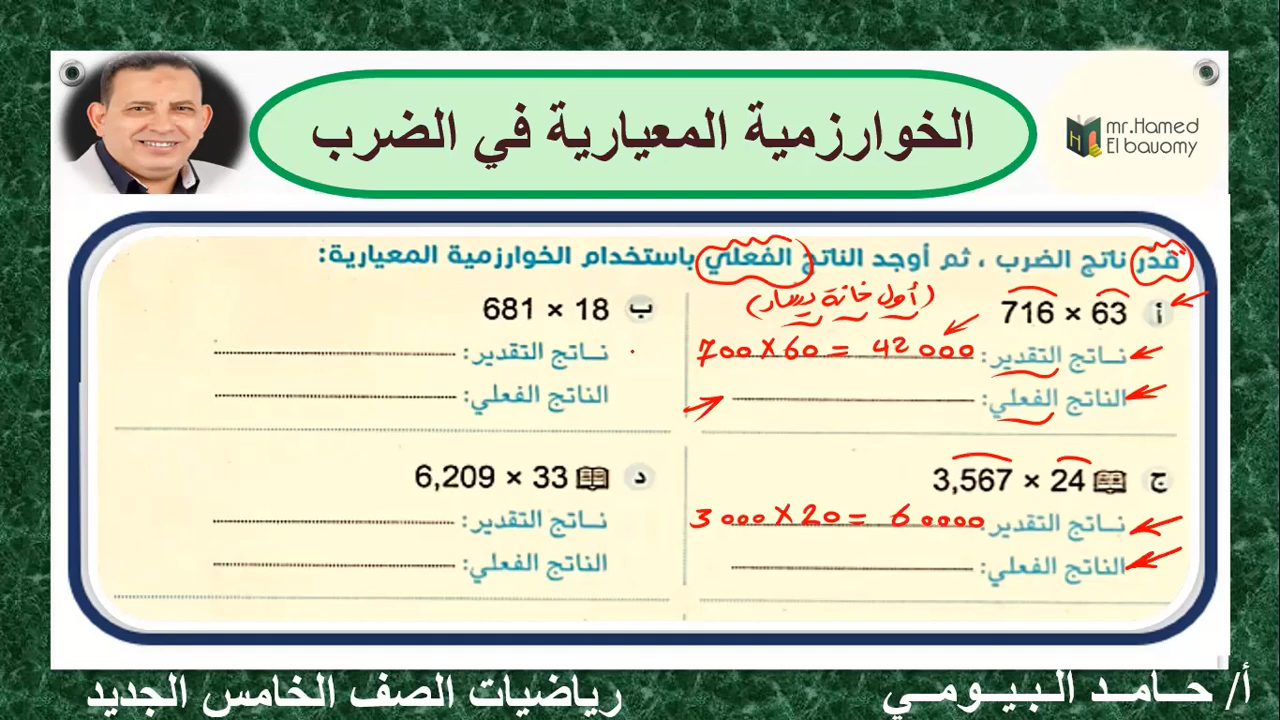 الخوارزمية المعيارية في الضرب
mr.Hamed
El bauomy
قدّر ناتج الضرب ، ثم أوجد الناتج الفعلي باستخدام الخوارزمية المعيارية:
(أول خانة يسار)
أ 716 × 63
ناتج التقدير: 700 × 60 = 42000
الناتج الفعلي:
ب 681 × 18
ناتج التقدير:
الناتج الفعلي:
ج 3,567 × 24
ناتج التقدير: 3000 × 20 = 60000
الناتج الفعلي:
د 6,209 × 33
ناتج التقدير:
الناتج الفعلي:
أ/ حامد البيومي
رياضيات الصف الخامس الجديد